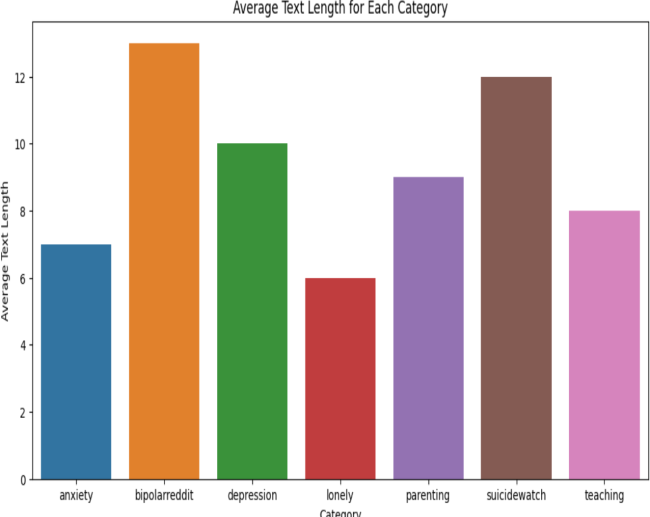 Average Text Length for Each Category
Average Text Length
12
10
8
6
4
2
0
anxiety bipolarreddit depression lonely parenting suicidewatch teaching
Category